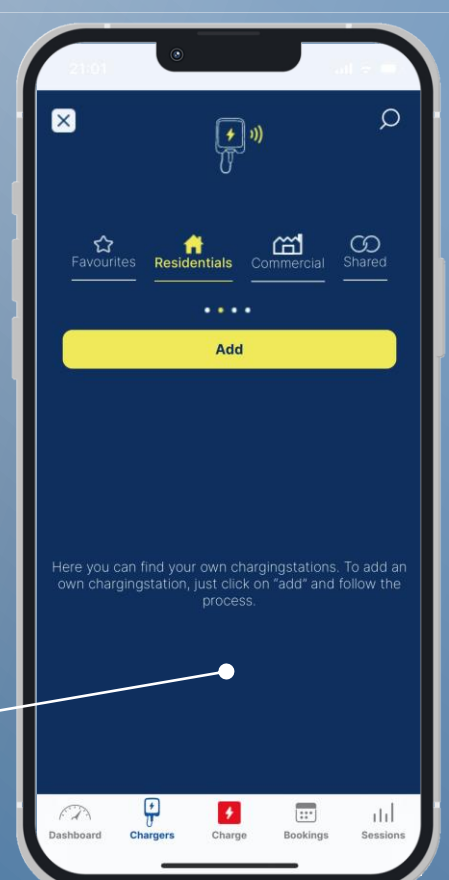 21:01
Favourites Residentials Commercial Shared
Add
Here you can find your own chargingstations. To add an
own chargingstation, just click on "add" and follow the
process.
Dashboard Chargers Charge Bookings Sessions